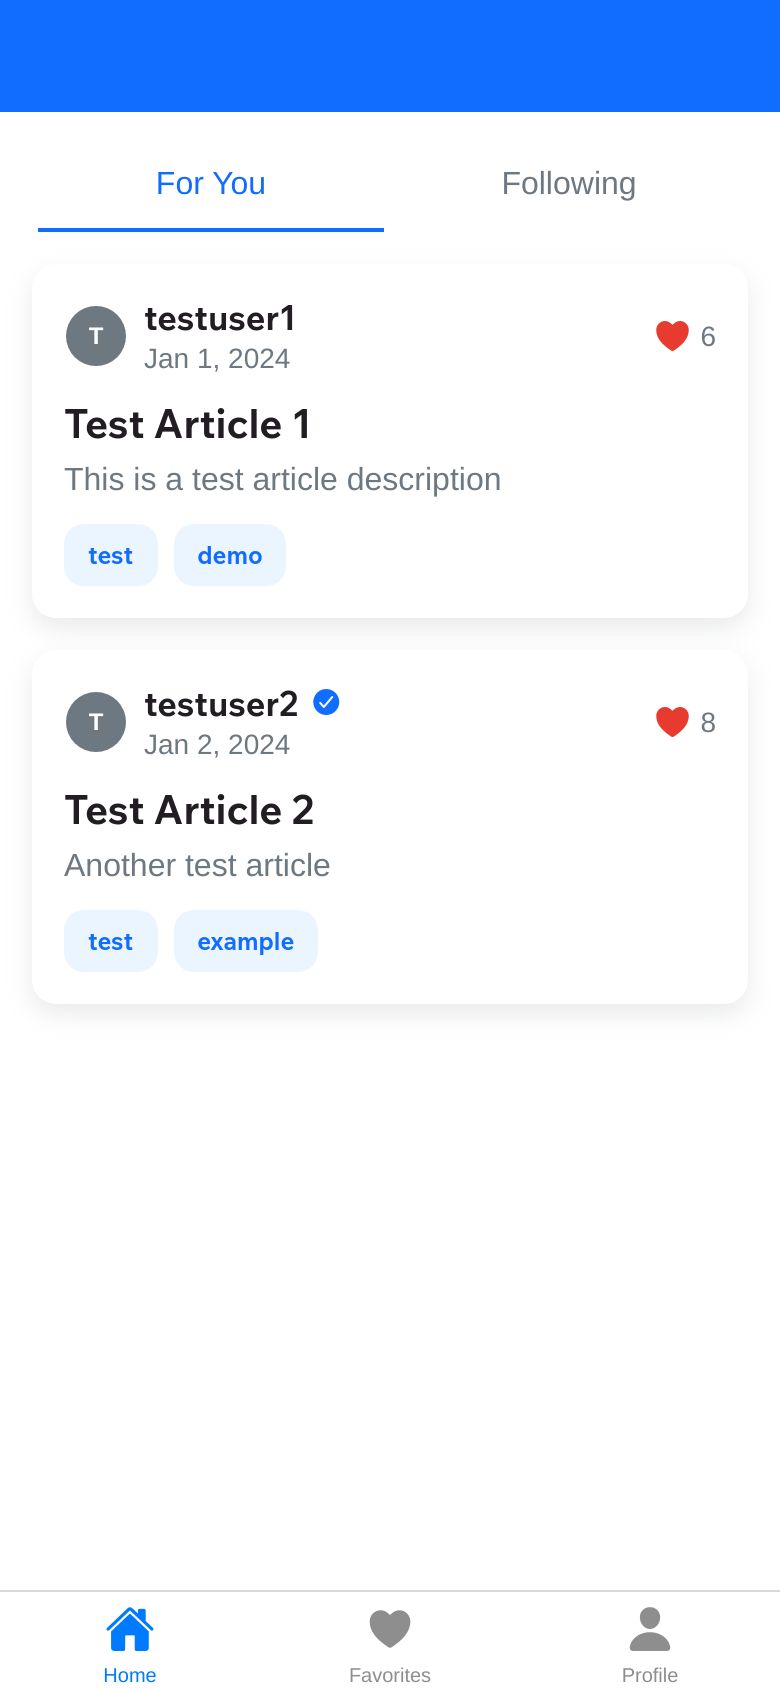 For You
Following
T
testuser1
Jan 1, 2024
6
Test Article 1
This is a test article description
test
demo
T
testuser2
Jan 2, 2024
8
Test Article 2
Another test article
test
example
Home
Favorites
Profile